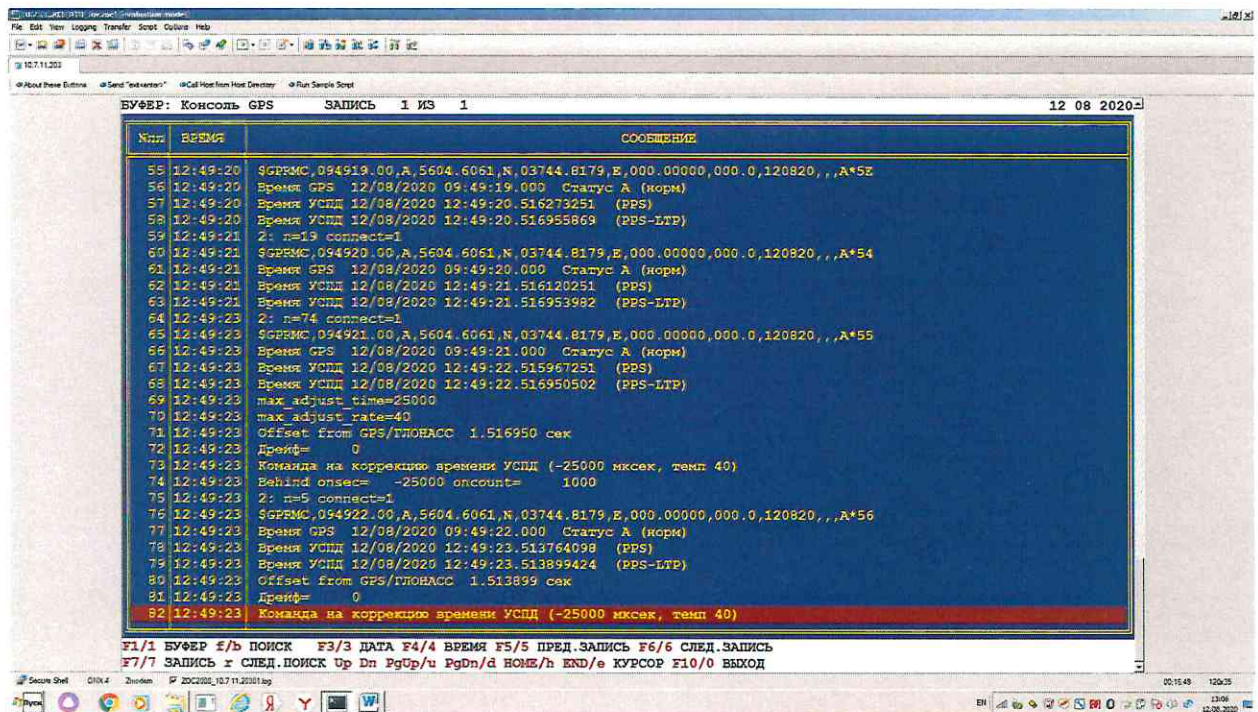 File Edit View Logging Transfer Script Options Help
10.7.11.203
About these Buttons Send "extventorr" Call Host from Host Directory Run Sample Script
БУФЕР: Консоль GPS ЗАПИСЬ 1 ИЗ 1 12 08 2020
Nпп ВРЕМЯ СООБЩЕНИЕ
55 12:49:20 $GPRMC,094919.00,A,5604.6061,N,03744.8179,E,000.00000,000.0,120820,,,A*5E
56 12:49:20 Время GPS 12/08/2020 09:49:19.000 Статус A (норм)
57 12:49:20 Время УСПД 12/08/2020 12:49:20.516273251 (PPS)
58 12:49:20 Время УСПД 12/08/2020 12:49:20.516955869 (PPS-LTP)
59 12:49:21 2: n=19 connect=1
60 12:49:21 $GPRMC,094920.00,A,5604.6061,N,03744.8179,E,000.00000,000.0,120820,,,A*54
61 12:49:21 Время GPS 12/08/2020 09:49:20.000 Статус A (норм)
62 12:49:21 Время УСПД 12/08/2020 12:49:21.516120251 (PPS)
63 12:49:21 Время УСПД 12/08/2020 12:49:21.516953982 (PPS-LTP)
64 12:49:23 2: n=74 connect=1
65 12:49:23 $GPRMC,094921.00,A,5604.6061,N,03744.8179,E,000.00000,000.0,120820,,,A*55
66 12:49:23 Время GPS 12/08/2020 09:49:21.000 Статус A (норм)
67 12:49:23 Время УСПД 12/08/2020 12:49:22.515967251 (PPS)
68 12:49:23 Время УСПД 12/08/2020 12:49:22.516950502 (PPS-LTP)
69 12:49:23 max_adjust_time=25000
70 12:49:23 max_adjust_rate=40
71 12:49:23 Offset from GPS/ГЛОНАСС 1.516950 сек
72 12:49:23 Дрейф= 0
73 12:49:23 Команда на коррекцию времени УСПД (-25000 мксек, темп 40)
74 12:49:23 Behind onsec= -25000 oncount= 1000
75 12:49:23 2: n=5 connect=1
76 12:49:23 $GPRMC,094922.00,A,5604.6061,N,03744.8179,E,000.00000,000.0,120820,,,A*56
77 12:49:23 Время GPS 12/08/2020 09:49:22.000 Статус A (норм)
78 12:49:23 Время УСПД 12/08/2020 12:49:23.513764098 (PPS)
79 12:49:23 Время УСПД 12/08/2020 12:49:23.513899424 (PPS-LTP)
80 12:49:23 Offset from GPS/ГЛОНАСС 1.513899 сек
81 12:49:23 Дрейф= 0
82 12:49:23 Команда на коррекцию времени УСПД (-25000 мксек, темп 40)
F1/1 БУФЕР f/b ПОИСК F3/3 ДАТА F4/4 ВРЕМЯ F5/5 ПРЕД.ЗАПИСЬ F6/6 СЛЕД.ЗАПИСЬ
F7/7 ЗАПИСЬ r СЛЕД.ПОИСК Up Dn PgUp/u PgDn/d HOME/h END/e КУРСОР F10/0 ВЫХОД
Secure Shell QNX4 Zmodem 00:15:49 120x35
Пуск EN 13:06
12.08.2020